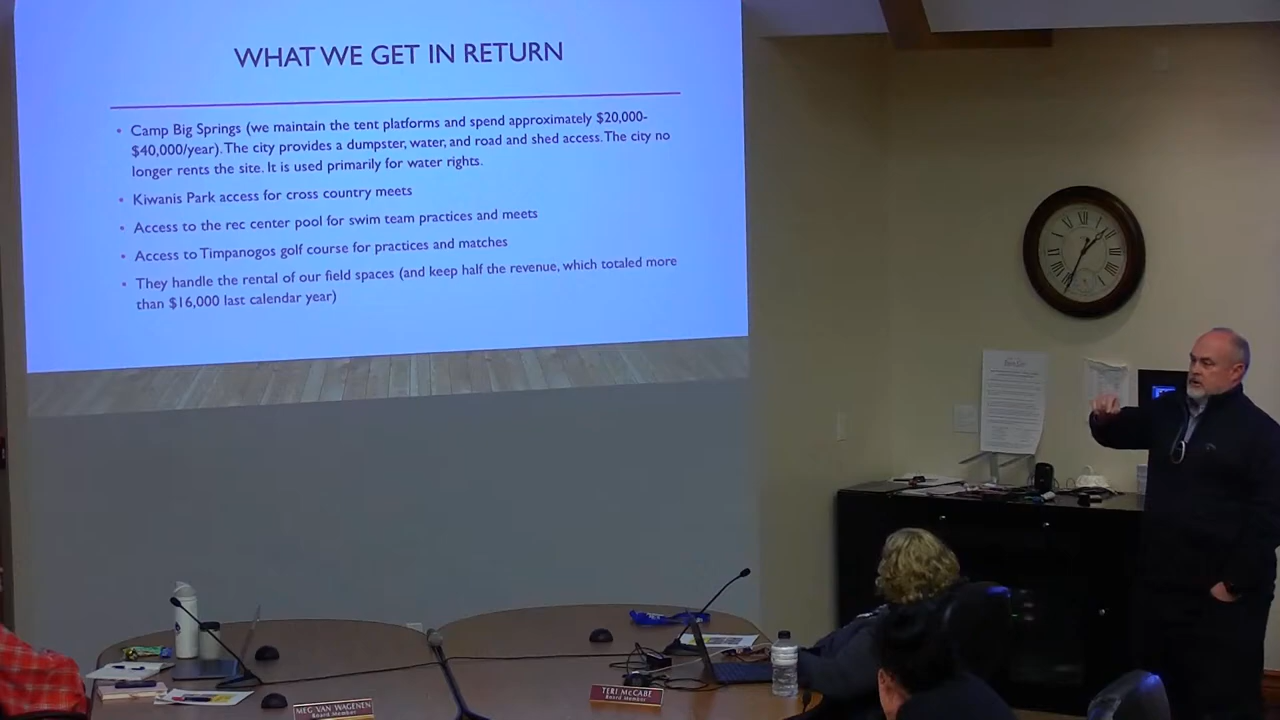 WHAT WE GET IN RETURN
• Camp Big Springs (we maintain the tent platforms and spend approximately $20,000-
$40,000/year). The city provides a dumpster, water, and road and shed access. The city no
longer rents the site. It is used primarily for water rights.
• Kiwanis Park access for cross country meets
• Access to the rec center pool for swim team practices and meets
• Access to Timpanogos golf course for practices and matches
• They handle the rental of our field spaces (and keep half the revenue, which totaled more
than $16,000 last calendar year)
MEG VAN WAGENEN
Board Member
TERI McCABE
Board Member